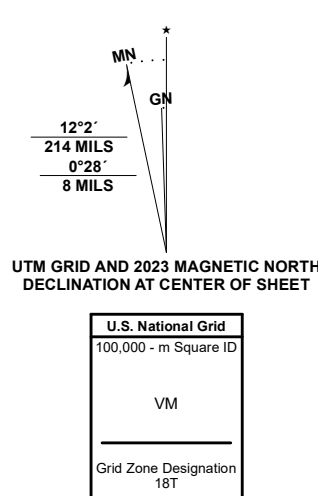 ★
MN
GN
12°2´
214 MILS
0°28´
8 MILS
UTM GRID AND 2023 MAGNETIC NORTH
DECLINATION AT CENTER OF SHEET
U.S. National Grid
100,000 - m Square ID
VM
Grid Zone Designation
18T